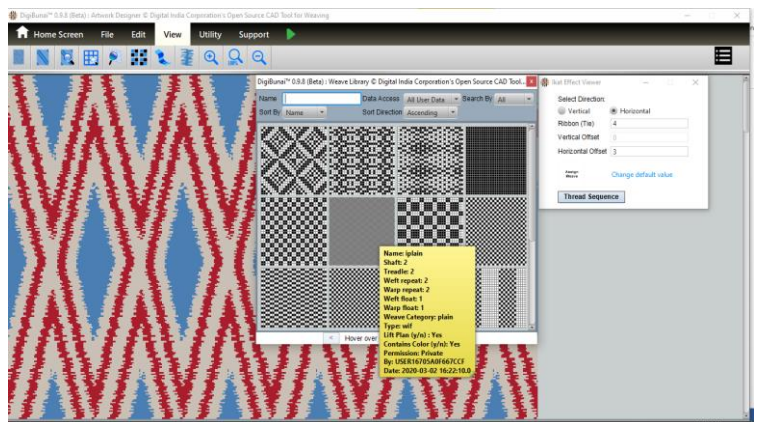 DigiBunai™ 0.9.8 (Beta) : Artwork Designer © Digital India Corporation's Open Source CAD Tool for Weaving
Home Screen File Edit View Utility Support
DigiBunai™ 0.9.8 (Beta) : Weave Library © Digital India Corporation's Open Source CAD Tool...
Name Data Access All User Data Search By All
Sort By Name Sort Direction Ascending
Name: iplain
Shaft: 2
Treadle: 2
Weft repeat: 2
Warp repeat: 2
Weft float: 1
Warp float: 1
Weave Category: plain
Type: wif
Lift Plan (y/n) : Yes
Contains Color (y/n): Yes
Permission: Private
By: USER16705A0F667CCF
Date: 2020-03-02 16:22:10.0
< Hover over
Ikat Effect Viewer
Select Direction:
Vertical Horizontal
Ribbon (Tie) 4
Vertical Offset
Horizontal Offset 3
Assign Weave Change default value
Thread Sequence